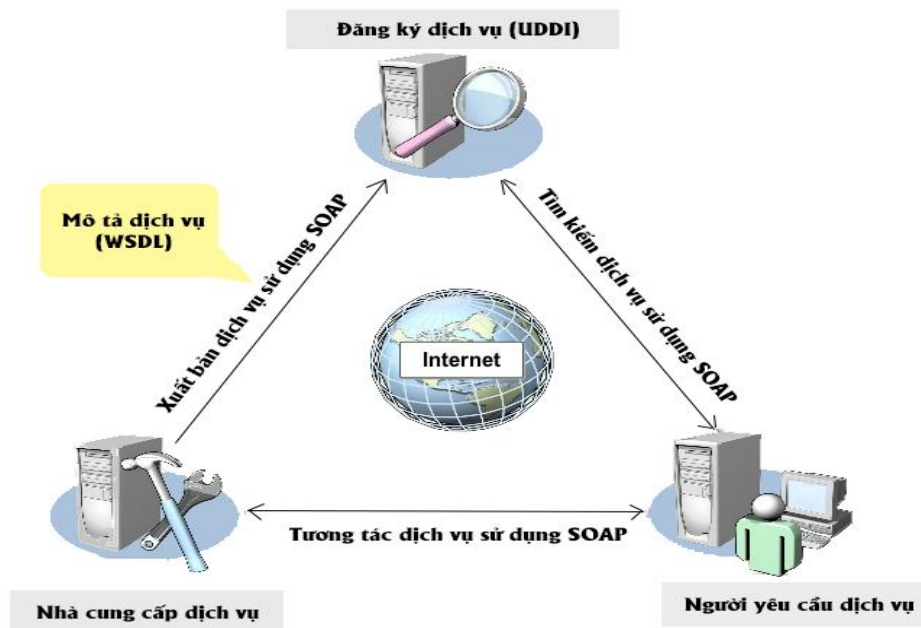 Đăng ký dịch vụ (UDDI)
Mô tả dịch vụ
(WSDL)
Xuất bản dịch vụ sử dụng SOAP
Tìm kiếm dịch vụ sử dụng SOAP
Internet
Tương tác dịch vụ sử dụng SOAP
Nhà cung cấp dịch vụ
Người yêu cầu dịch vụ